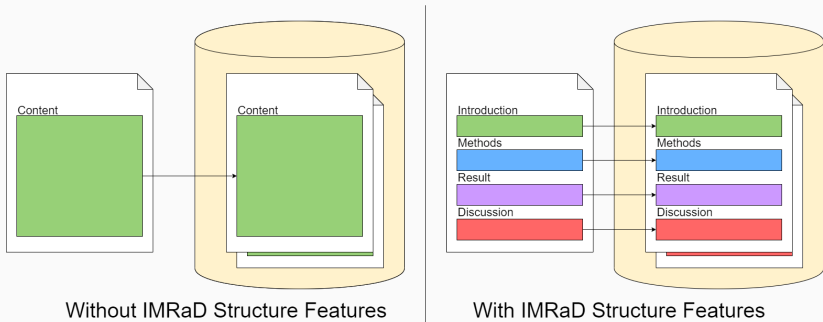 Content
Content
Without IMRaD Structure Features
Introduction
Introduction
Methods
Methods
Result
Result
Discussion
Discussion
With IMRaD Structure Features